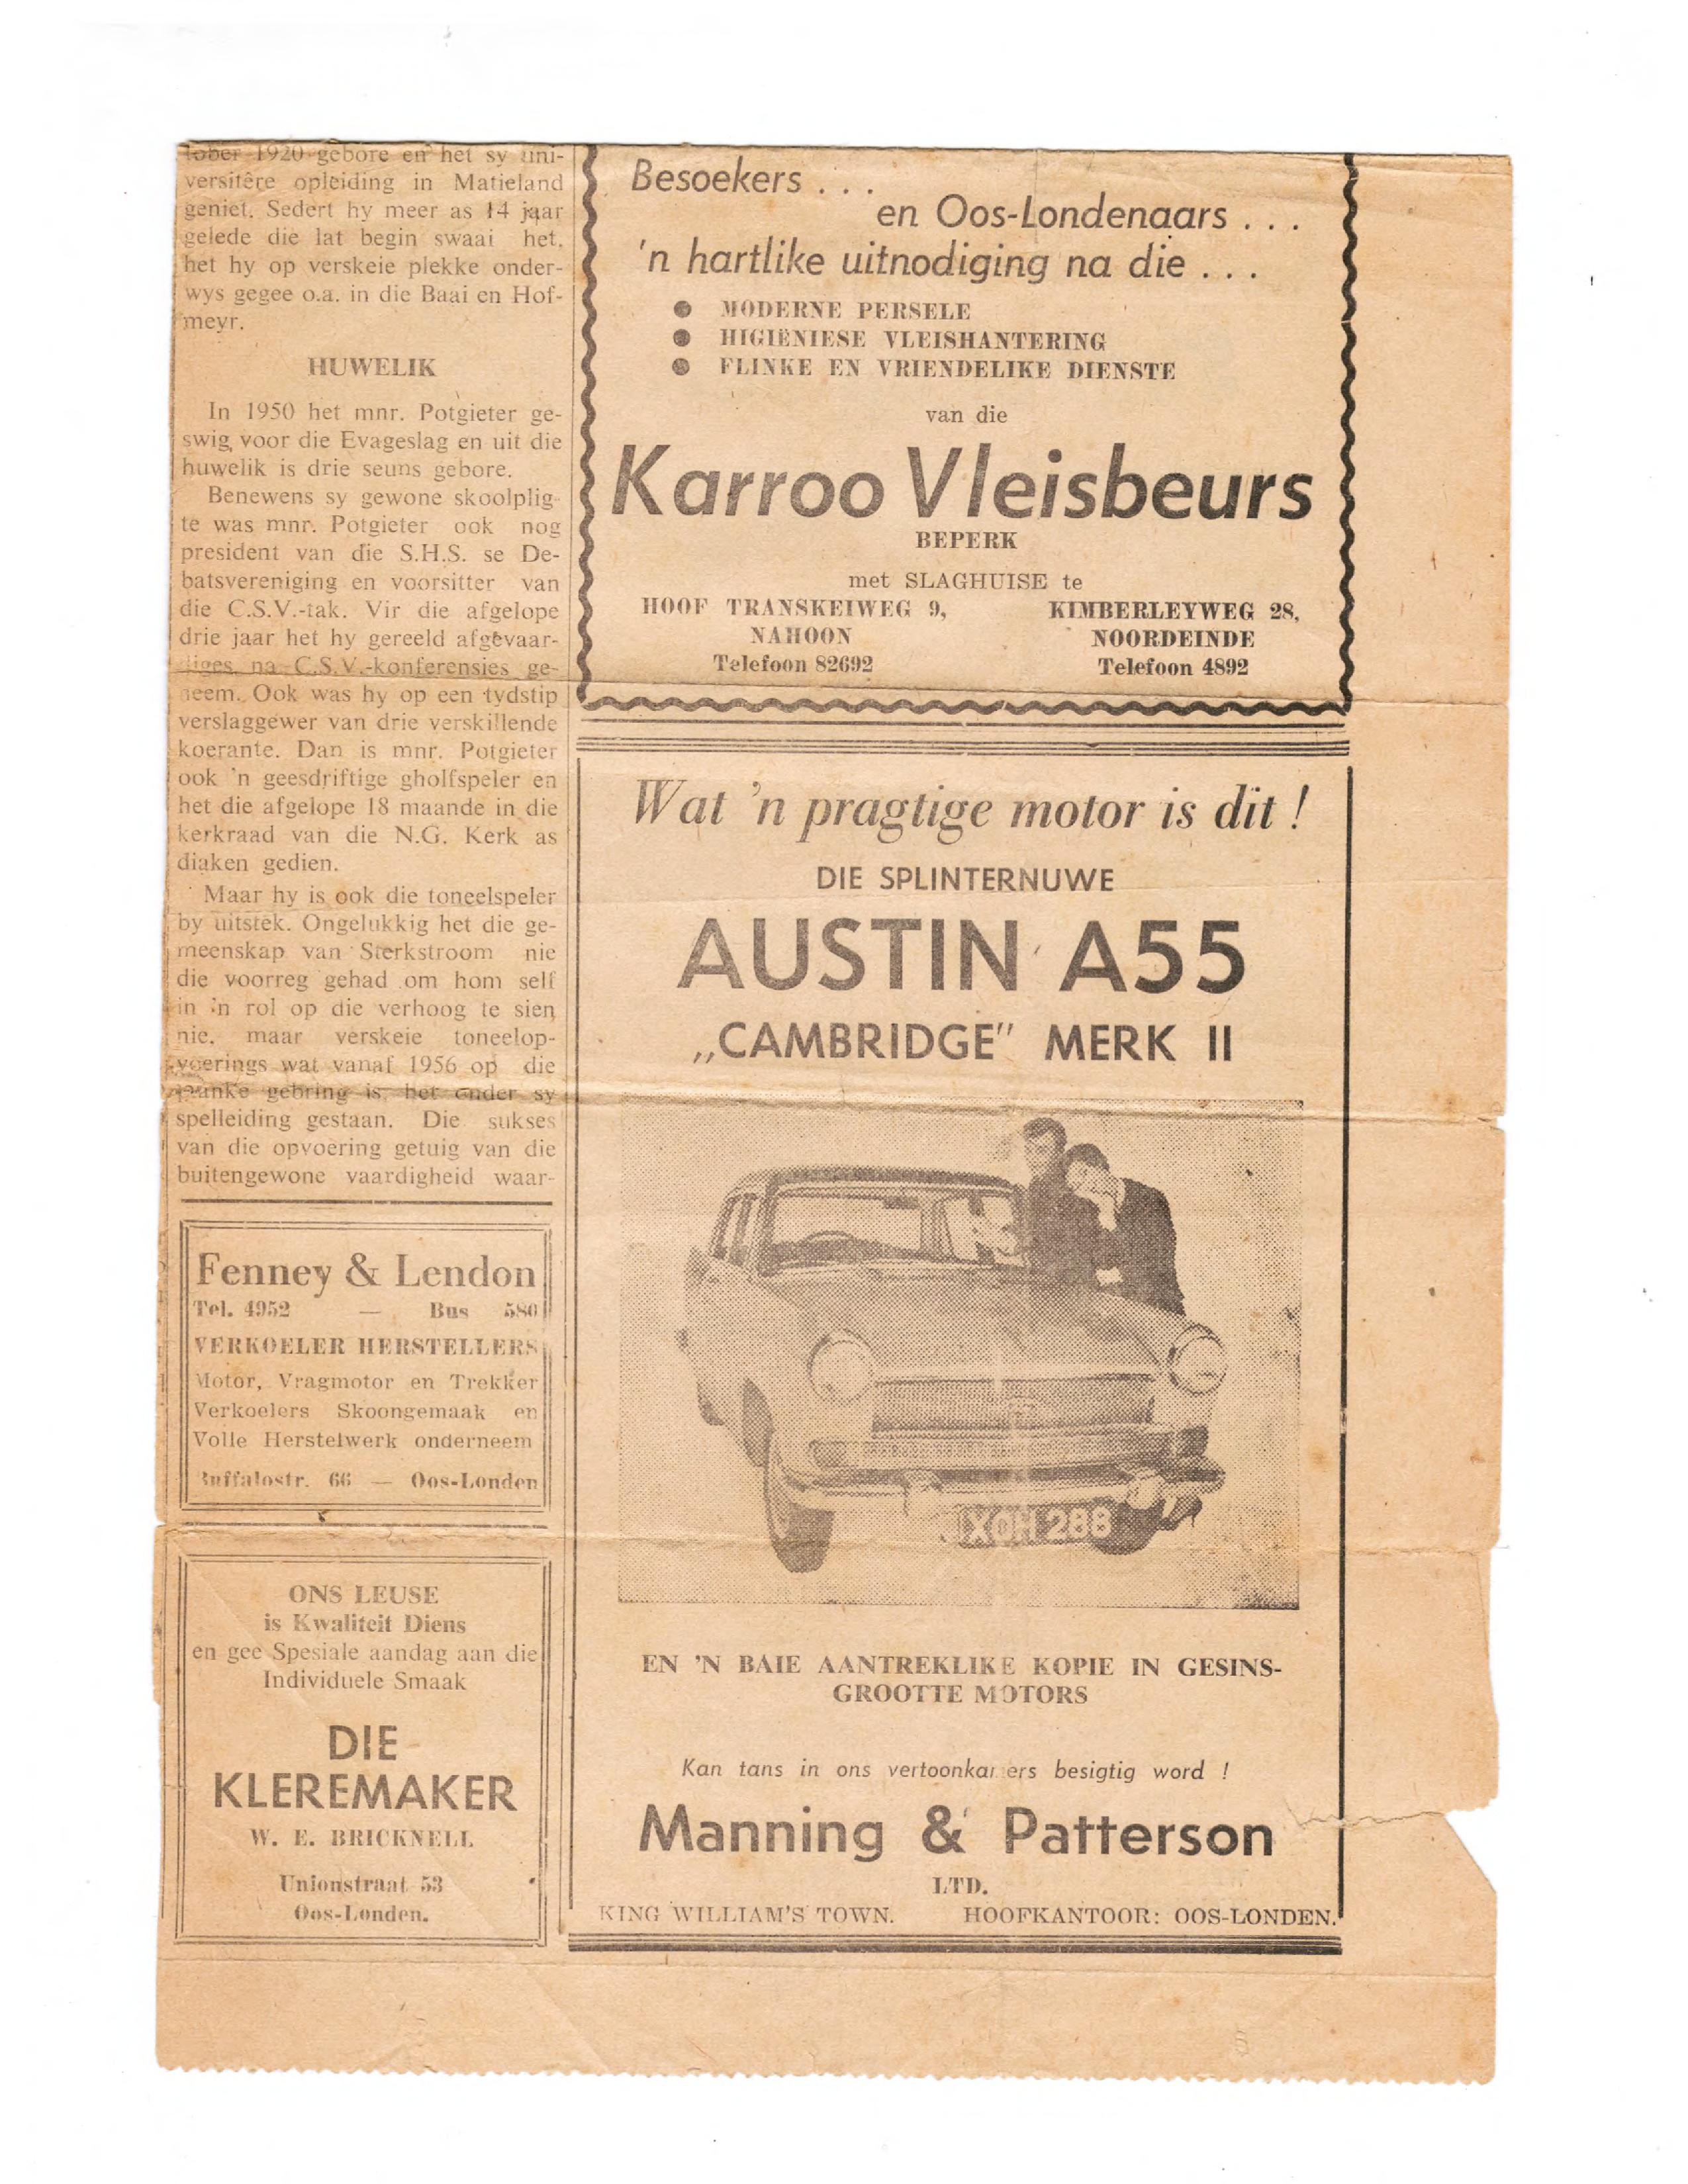 tober 1920 gebore en het sy uni-
versitêre opleiding in Matieland
geniet. Sedert hy meer as 14 jaar
gelede die lat begin swaai het,
het hy op verskeie plekke onder-
wys gegee o.a. in die Baai en Hof-
meyr.
HUWELIK
In 1950 het mnr. Potgieter ge-
swig voor die Evageslag en uit die
huwelik is drie seuns gebore.
Benewens sy gewone skoolplig-
te was mnr. Potgieter ook nog
president van die S.H.S. se De-
batsvereniging en voorsitter van
die C.S.V.-tak. Vir die afgelope
drie jaar het hy gereeld afgevaar-
diges na C.S.V.-konferensies ge-
neem. Ook was hy op een tydstip
verslaggewer van drie verskillende
koerante. Dan is mnr. Potgieter
ook 'n geesdriftige gholfspeler en
het die afgelope 18 maande in die
kerkraad van die N.G. Kerk as
diaken gedien.
Maar hy is ook die toneelspeler
by uitstek. Ongelukkig het die ge-
meenskap van Sterkstroom nie
die voorreg gehad om hom self
in 'n rol op die verhoog te sien
nie, maar verskeie toneelop-
voerings wat vanaf 1956 op die
planke gebring is, het onder sy
spelleiding gestaan. Die sukses
van die opvoering getuig van die
buitengewone vaardigheid waar-
Fenney & Lendon
Tel. 4952 — Bus 580
VERKOELER HERSTELLERS
Motor, Vragmotor en Trekker
Verkoelers Skoongemaak en
Volle Herstelwerk onderneem
Buffalostr. 66 — Oos-Londen
ONS LEUSE
is Kwaliteit Diens
en gee Spesiale aandag aan die
Individuele Smaak
DIE
KLEREMAKER
W. E. BRICKNELL
Unionstraat 53
Oos-Londen.
Besoekers . . .
en Oos-Londenaars . . .
'n hartlike uitnodiging na die . . .
● MODERNE PERSELE
● HIGIËNIESE VLEISHANTERING
● FLINKE EN VRIENDELIKE DIENSTE
van die
Karroo Vleisbeurs
BEPERK
met SLAGHUISE te
HOOF TRANSKEIWEG 9, KIMBERLEYWEG 28,
NAHOON NOORDEINDE
Telefoon 82692 Telefoon 4892
Wat 'n pragtige motor is dit !
DIE SPLINTERNUWE
AUSTIN A55
„CAMBRIDGE” MERK II
XOH 288
EN 'N BAIE AANTREKLIKE KOPIE IN GESINS-
GROOTTE MOTORS
Kan tans in ons vertoonkamers besigtig word !
Manning & Patterson
LTD.
KING WILLIAM'S TOWN. HOOFKANTOOR: OOS-LONDEN.